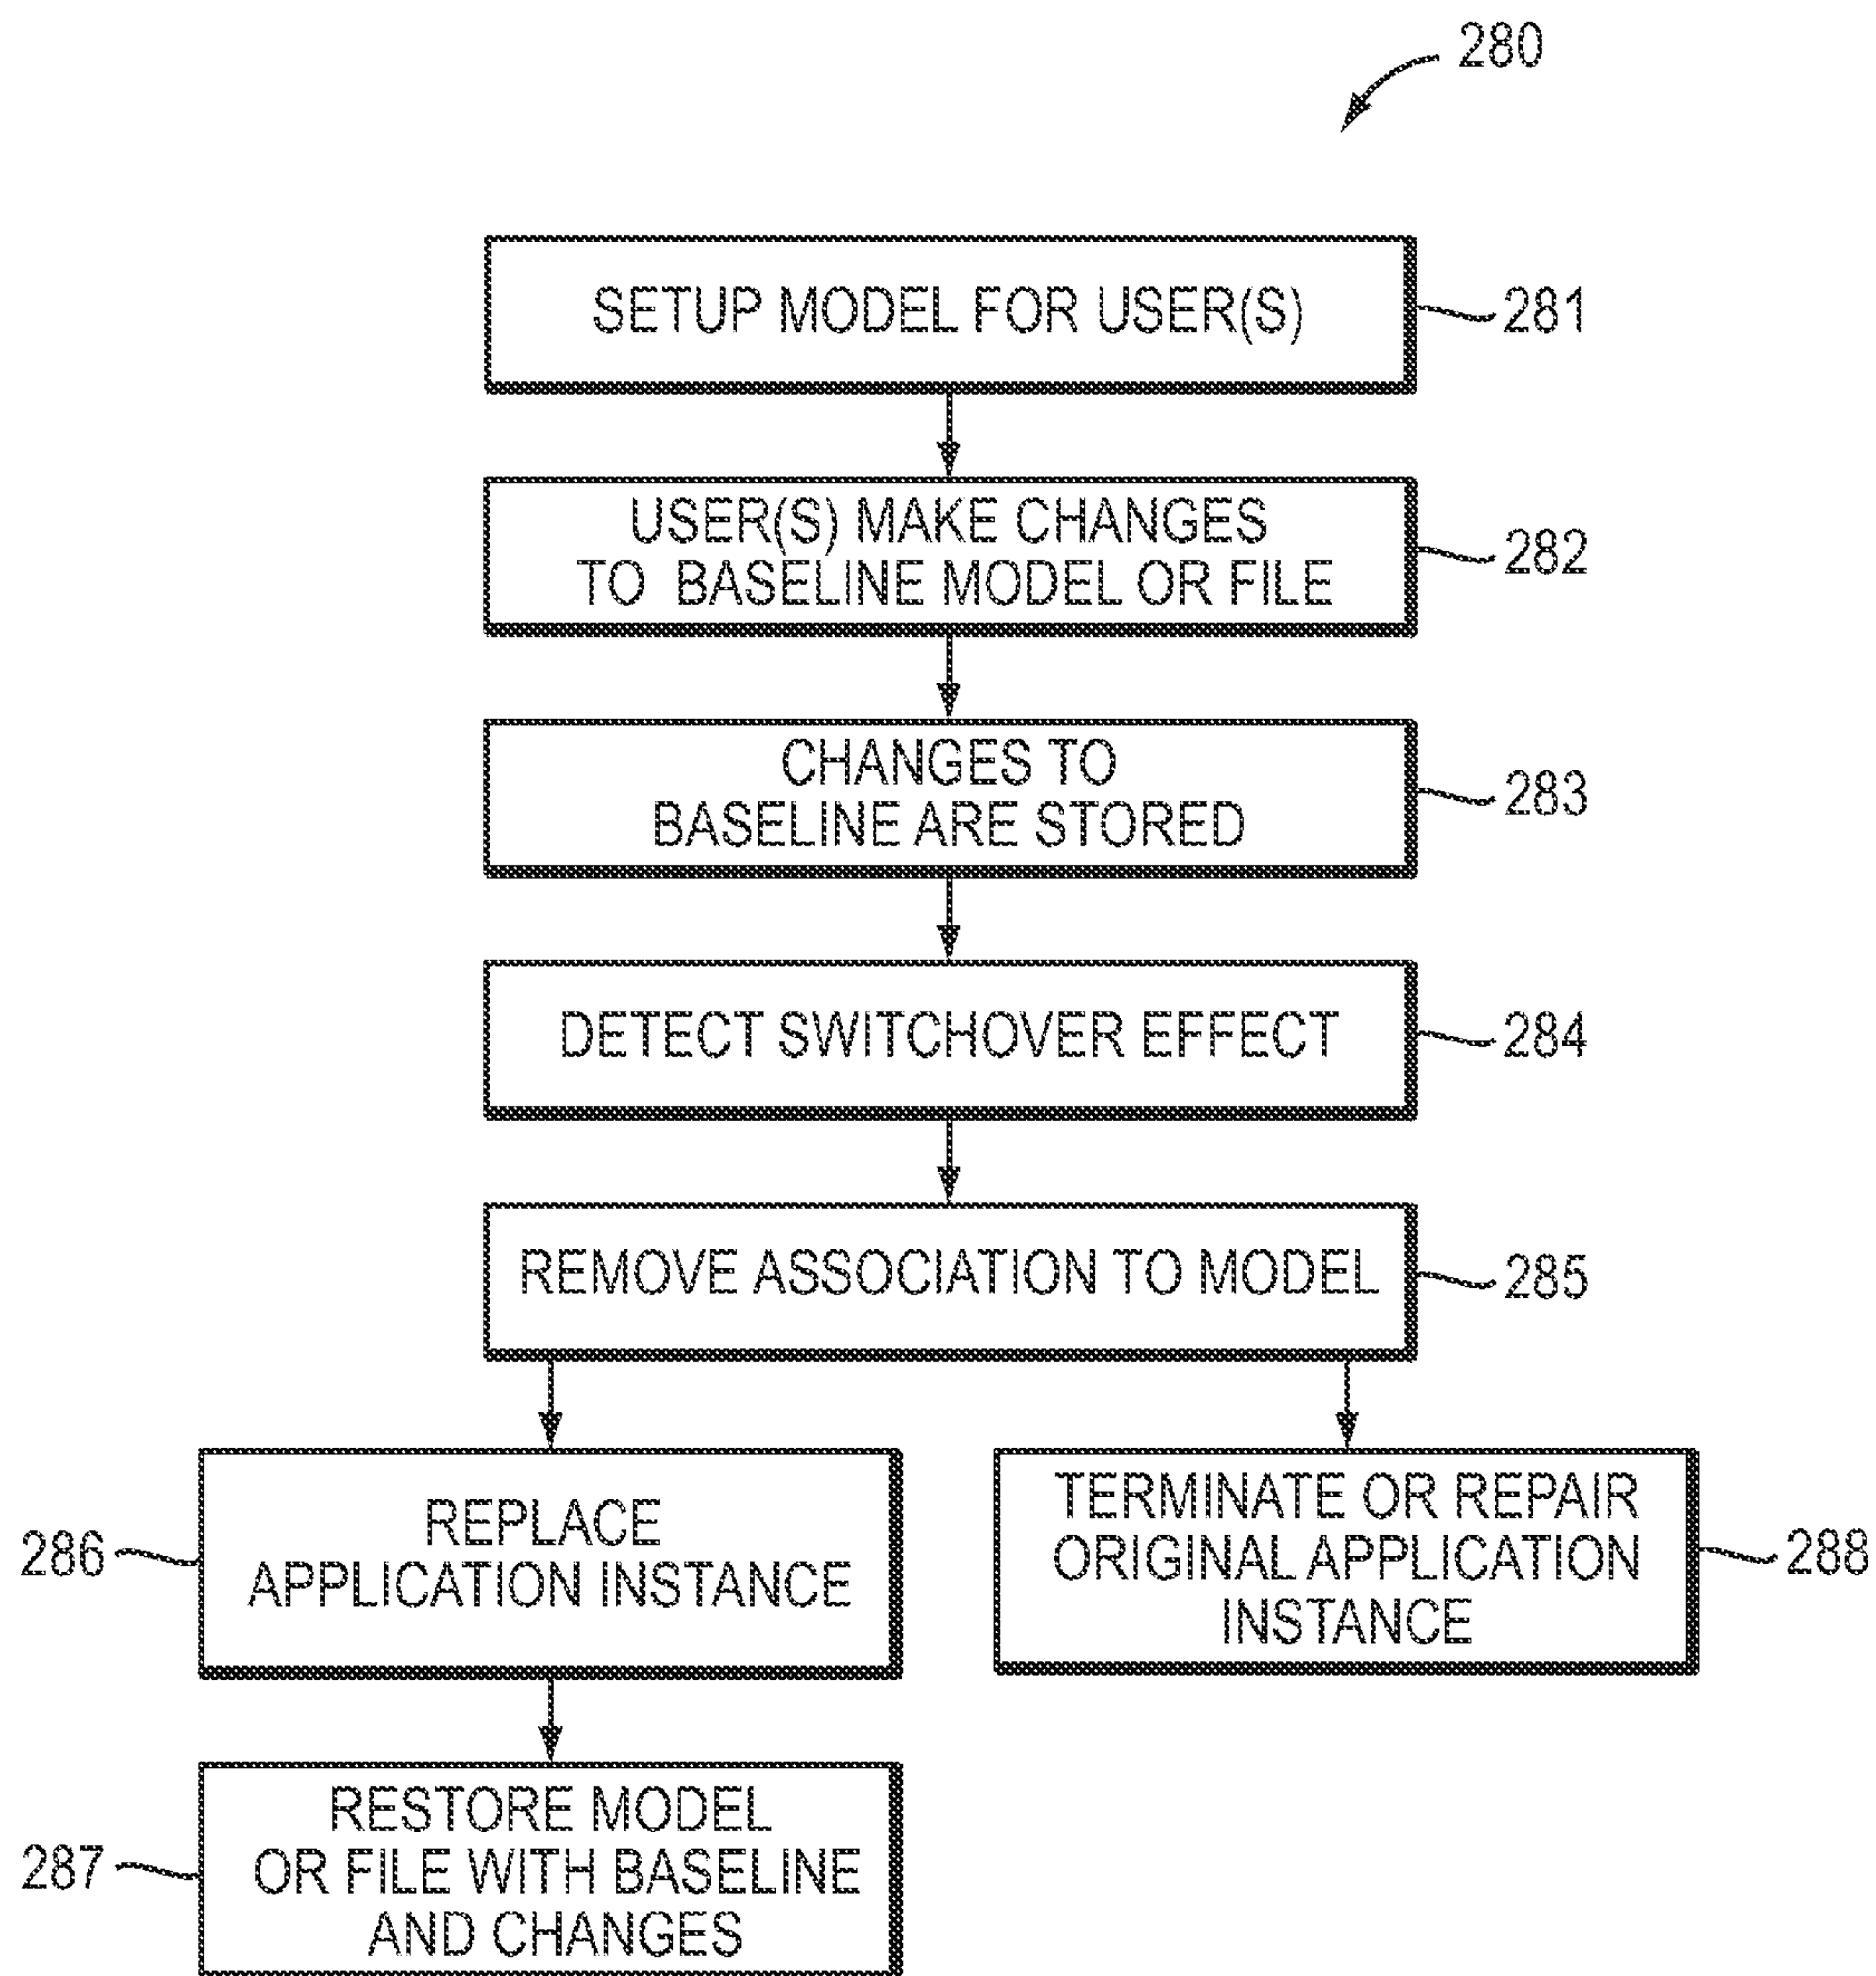 280
SETUP MODEL FOR USER(S)
281
USER(S) MAKE CHANGES
TO BASELINE MODEL OR FILE
282
CHANGES TO
BASELINE ARE STORED
283
DETECT SWITCHOVER EFFECT
284
REMOVE ASSOCIATION TO MODEL
285
286
REPLACE
APPLICATION INSTANCE
TERMINATE OR REPAIR
ORIGINAL APPLICATION
INSTANCE
288
287
RESTORE MODEL
OR FILE WITH BASELINE
AND CHANGES